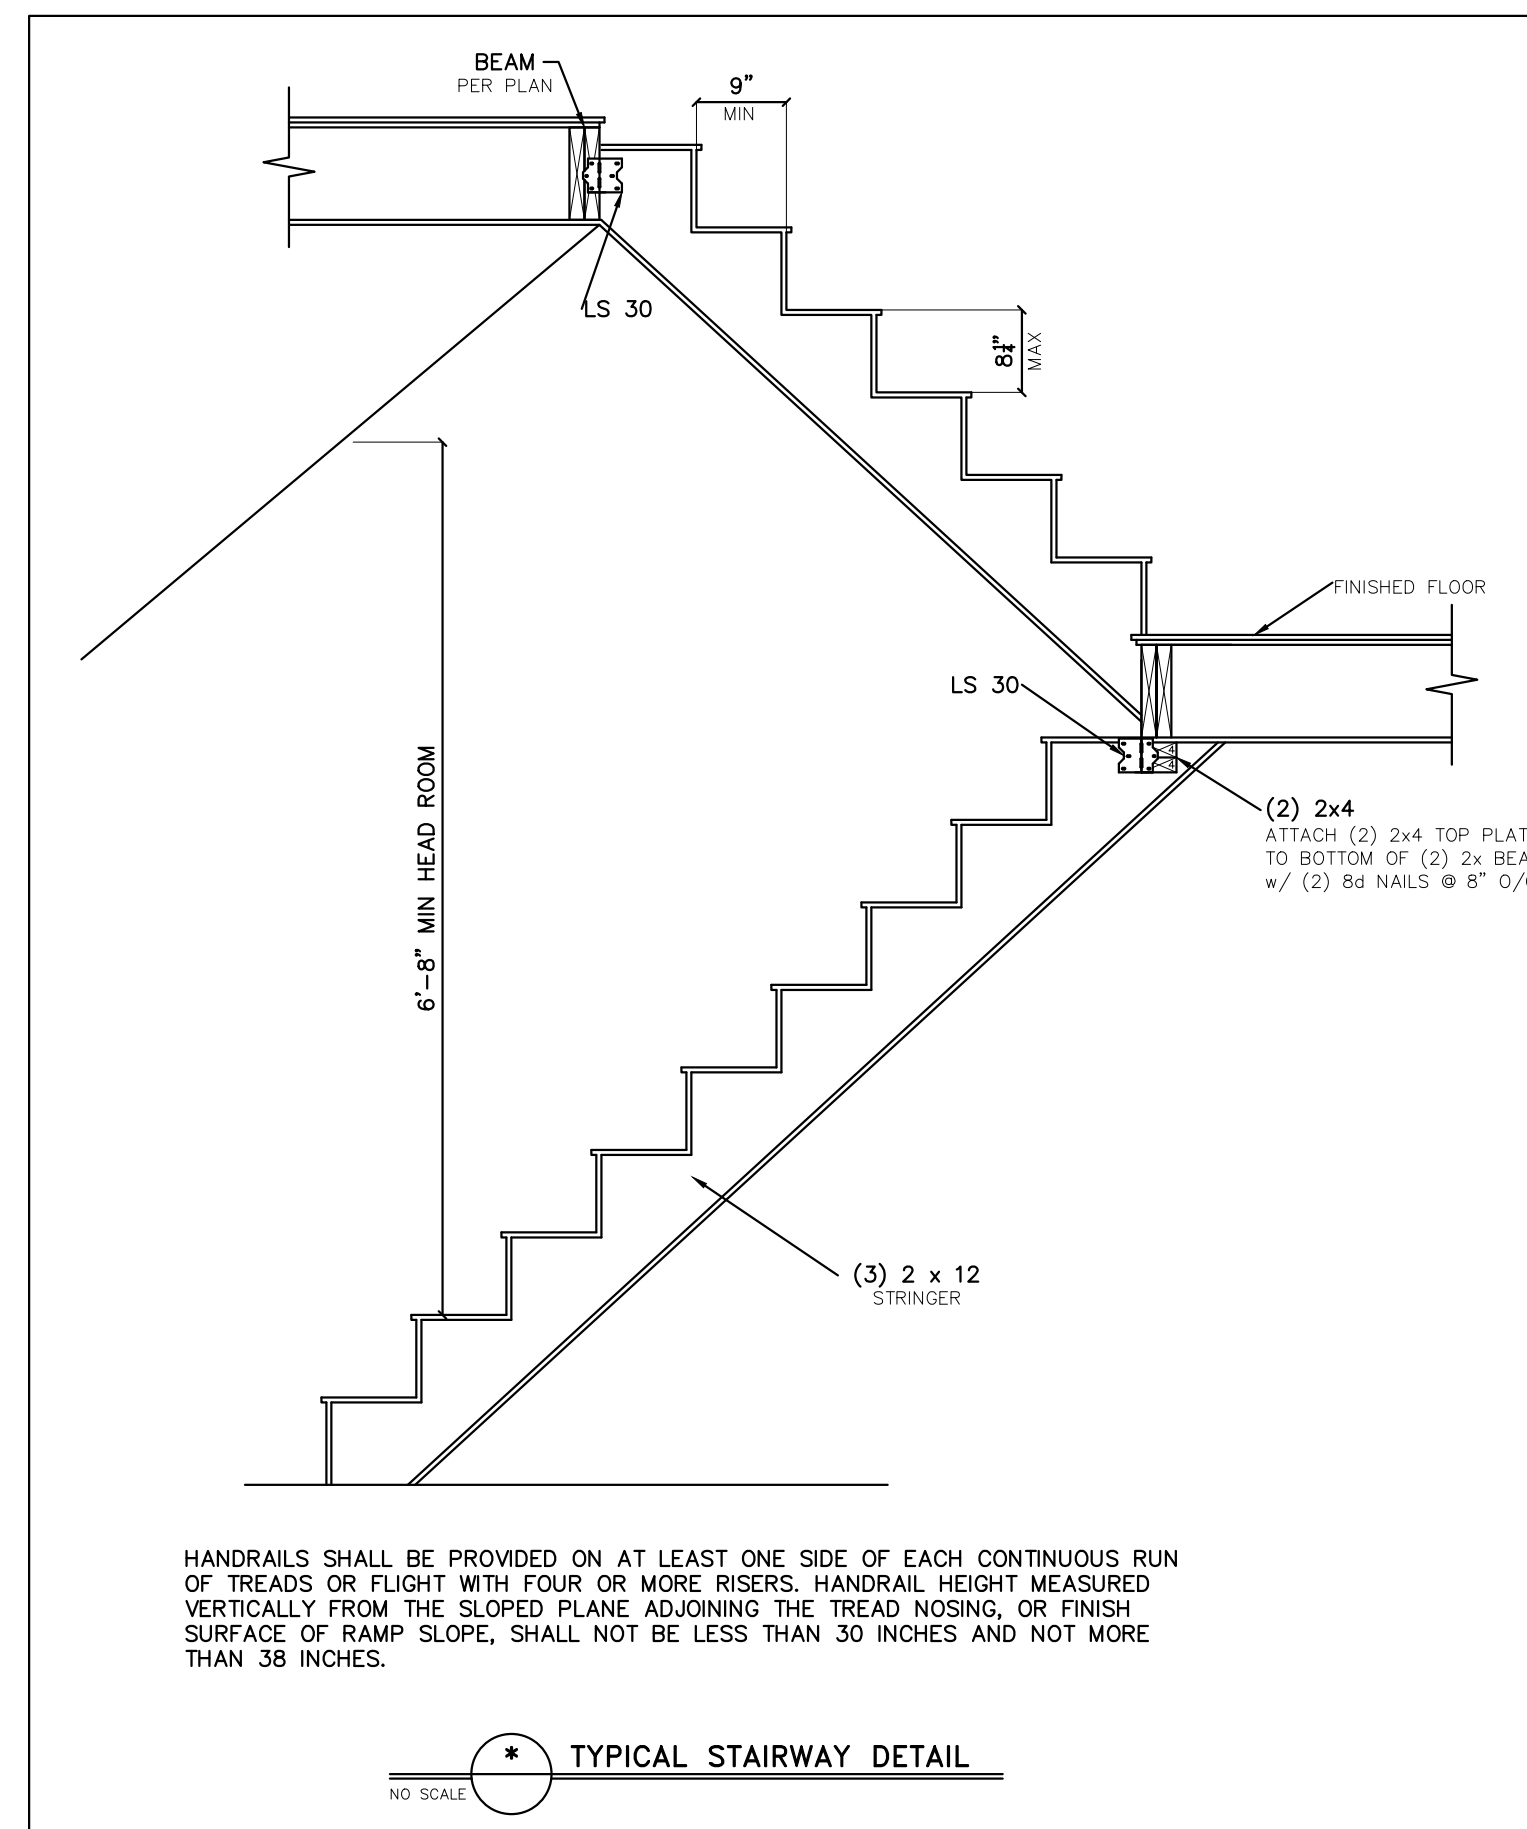 BEAM
PER PLAN
9"
MIN
LS 30
8¼"
MAX
FINISHED FLOOR
LS 30
4
4
(2) 2x4
ATTACH (2) 2x4 TOP
TO BOTTOM OF (2) 2x
w/ (2) 8d NAILS @ 8"
6'-8" MIN HEAD ROOM
(3) 2 x 12
STRINGER
HANDRAILS SHALL BE PROVIDED ON AT LEAST ONE SIDE OF EACH CONTINUOUS RUN
OF TREADS OR FLIGHT WITH FOUR OR MORE RISERS. HANDRAIL HEIGHT MEASURED
VERTICALLY FROM THE SLOPED PLANE ADJOINING THE TREAD NOSING, OR FINISH
SURFACE OF RAMP SLOPE, SHALL NOT BE LESS THAN 30 INCHES AND NOT MORE
THAN 38 INCHES.
* TYPICAL STAIRWAY DETAIL
NO SCALE